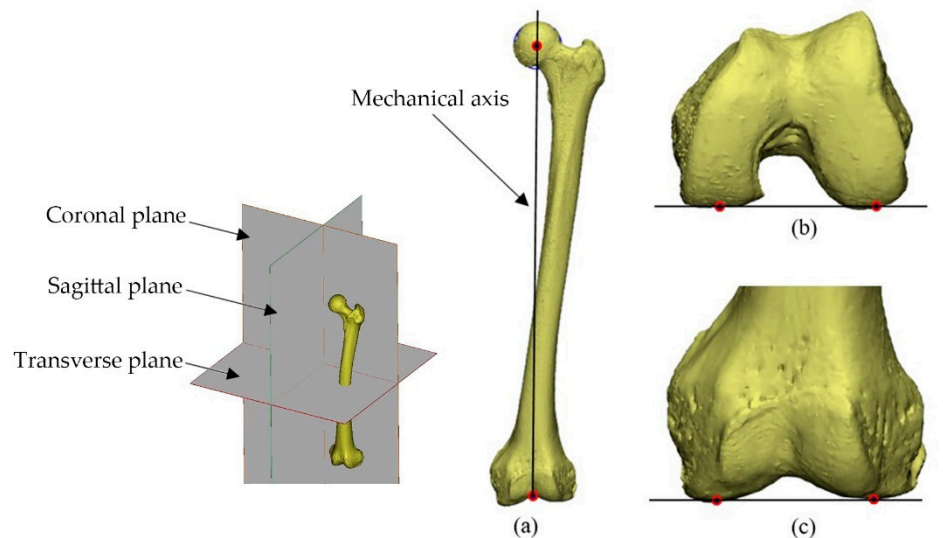 Mechanical axis
Coronal plane
Sagittal plane
Transverse plane
(a)
(b)
(c)